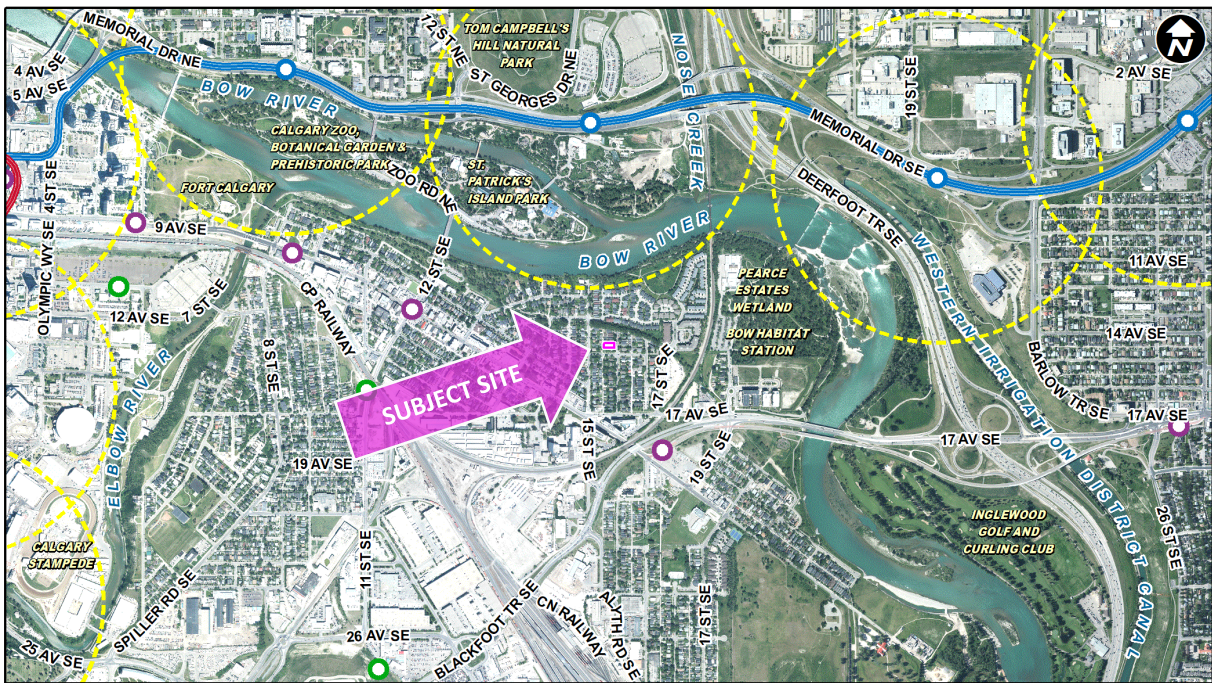 MEMORIAL DR NE
4 AV SE
5 AV SE
12 ST NE
TOM CAMPBELL'S
HILL NATURAL
PARK
ST GEORGES DR NE
NOSE CREEK
19 ST SE
2 AV SE
N
BOW RIVER
CALGARY ZOO,
BOTANICAL GARDEN &
PREHISTORIC PARK
MEMORIAL DR SE
FORT CALGARY
ZOO RD NE
ST.
PATRICK'S
ISLAND PARK
DEERFOOT TR SE
4 ST SE
OLYMPIC WY SE
9 AV SE
12 ST SE
BOW RIVER
11 AV SE
PEARCE
ESTATES
WETLAND
BOW HABITAT
STATION
WESTERN IRRIGATION DISTRICT CANAL
12 AV SE
7 ST SE
CP RAILWAY
14 AV SE
BARLOW TR SE
8 ST SE
ELBOW RIVER
SUBJECT SITE
17 ST SE
17 AV SE
17 AV SE
17 AV SE
15 ST SE
19 ST SE
19 AV SE
INGLEWOOD
GOLF AND
CURLING CLUB
26 ST SE
CALGARY
STAMPEDE
11 ST SE
SPILLER RD SE
25 AV SE
26 AV SE
BLACKFOOT TR SE
CN RAILWAY
ALYTH RD SE
17 ST SE